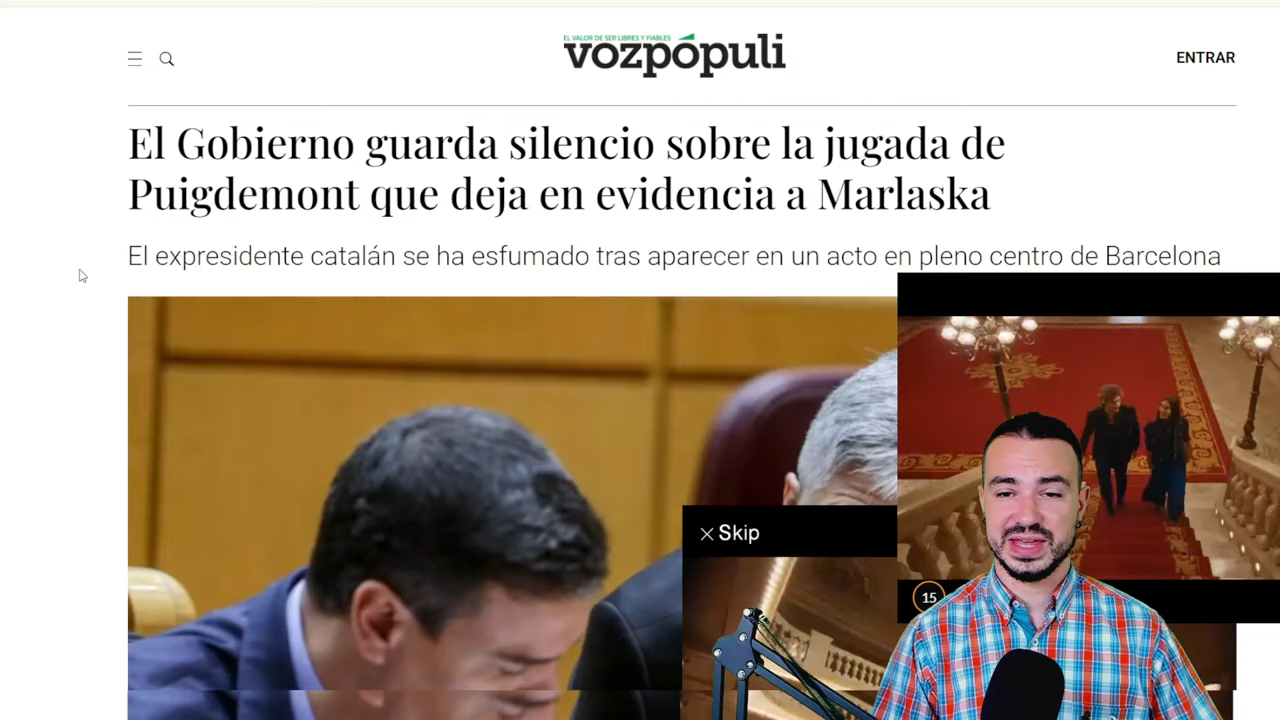 EL VALOR DE SER LIBRES Y FIABLES
vozpópuli
ENTRAR
El Gobierno guarda silencio sobre la jugada de
Puigdemont que deja en evidencia a Marlaska
El expresidente catalán se ha esfumado tras aparecer en un acto en pleno centro de Barcelona
Skip
15